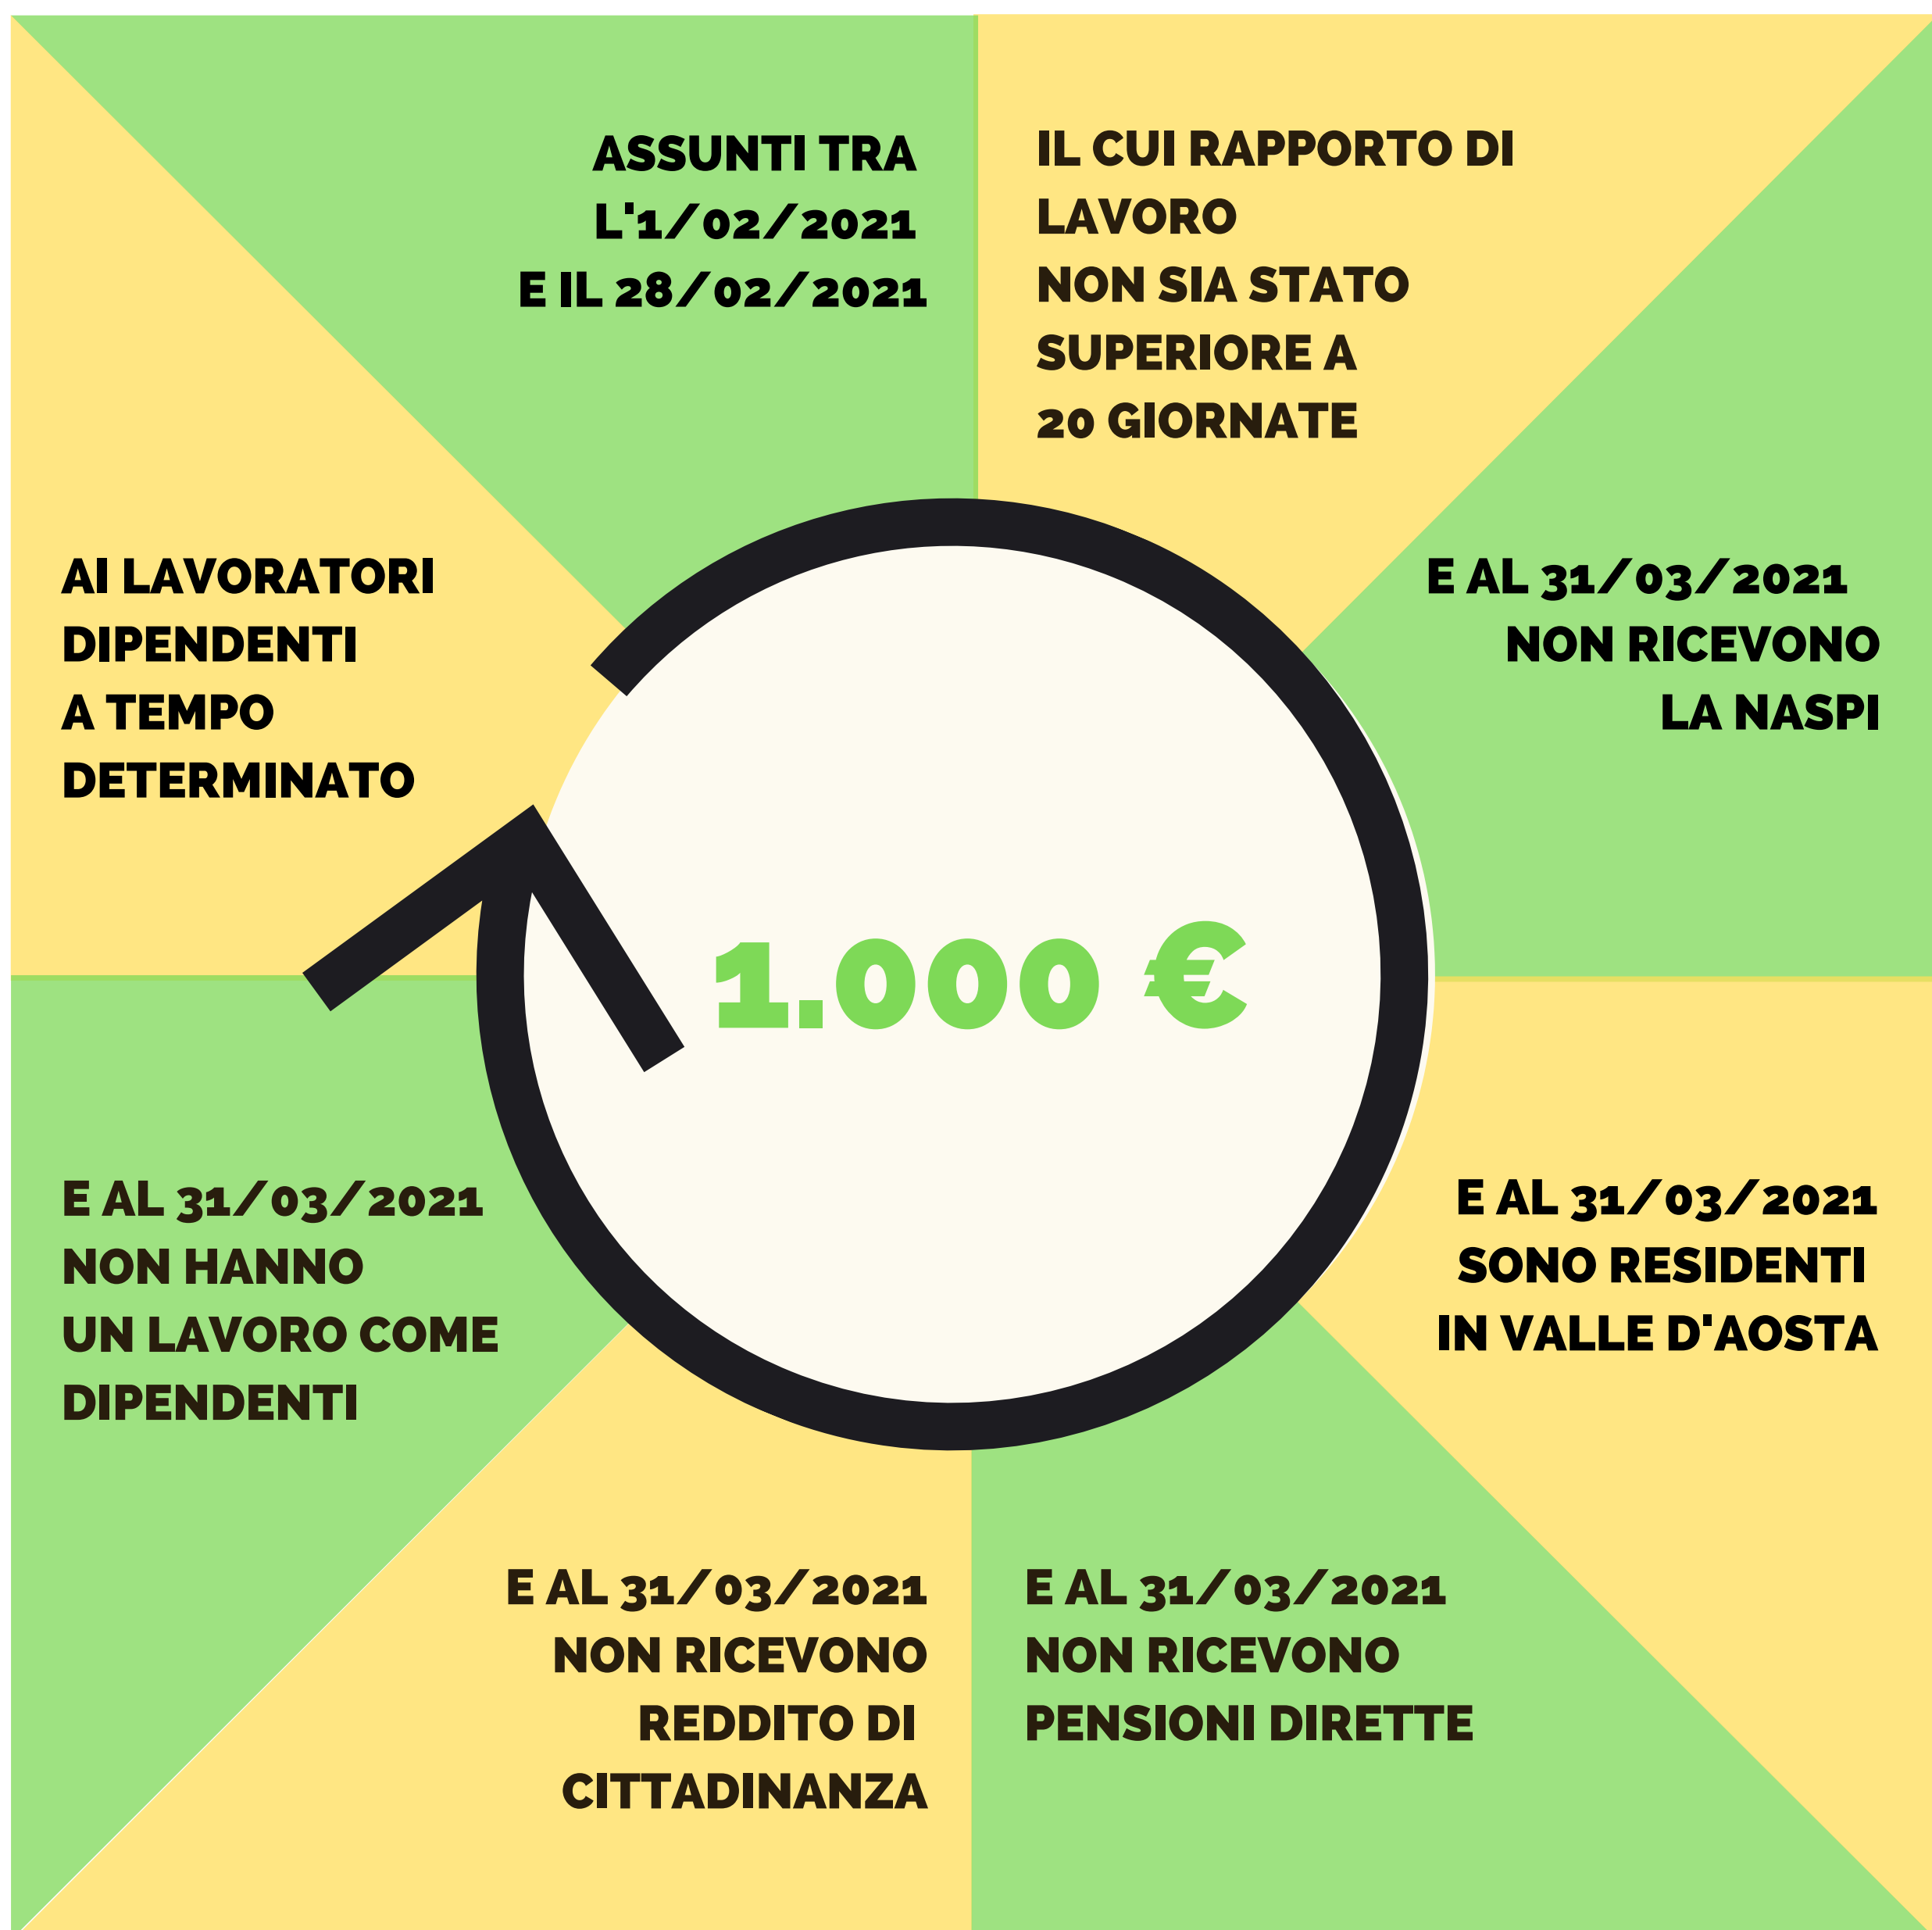 AI LAVORATORI
DIPENDENTI
A TEMPO
DETERMINATO
ASSUNTI TRA
L'1/02/2021
E IL 28/02/2021
IL CUI RAPPORTO DI
LAVORO
NON SIA STATO
SUPERIORE A
20 GIORNATE
E AL 31/03/2021
NON RICEVONO
LA NASPI
E AL 31/03/2021
SONO RESIDENTI
IN VALLE D'AOSTA
E AL 31/03/2021
NON RICEVONO
PENSIONI DIRETTE
E AL 31/03/2021
NON RICEVONO
REDDITO DI
CITTADINANZA
E AL 31/03/2021
NON HANNO
UN LAVORO COME
DIPENDENTI
1.000 €